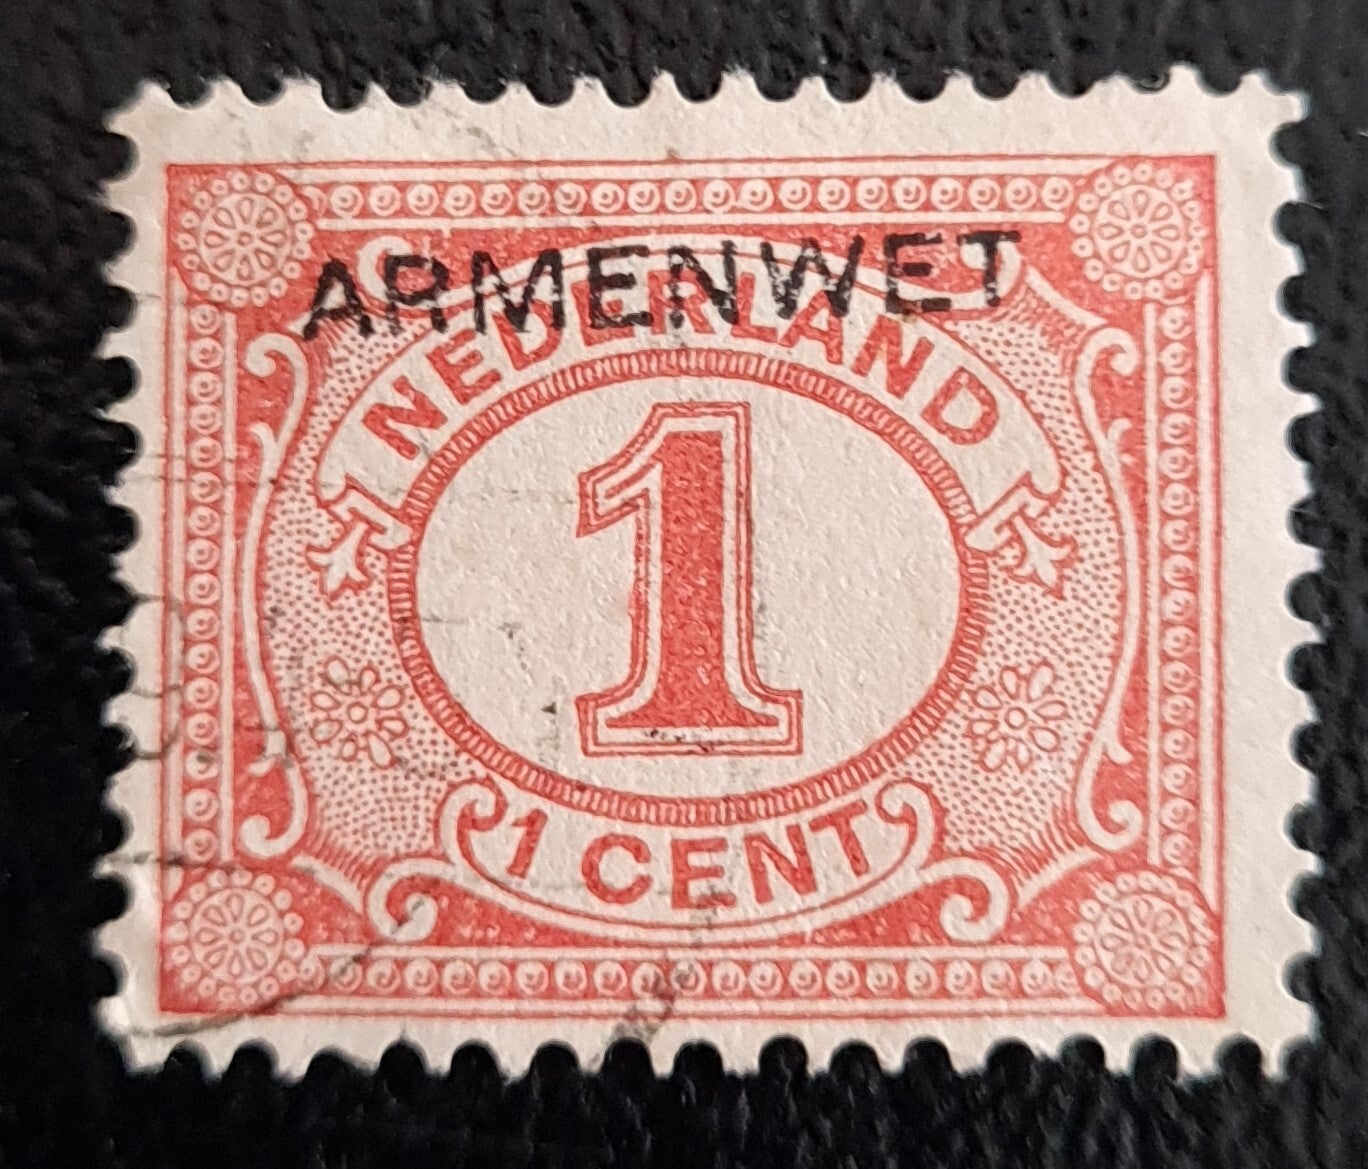 ARMENWET
NEDERLAND
1
1 CENT